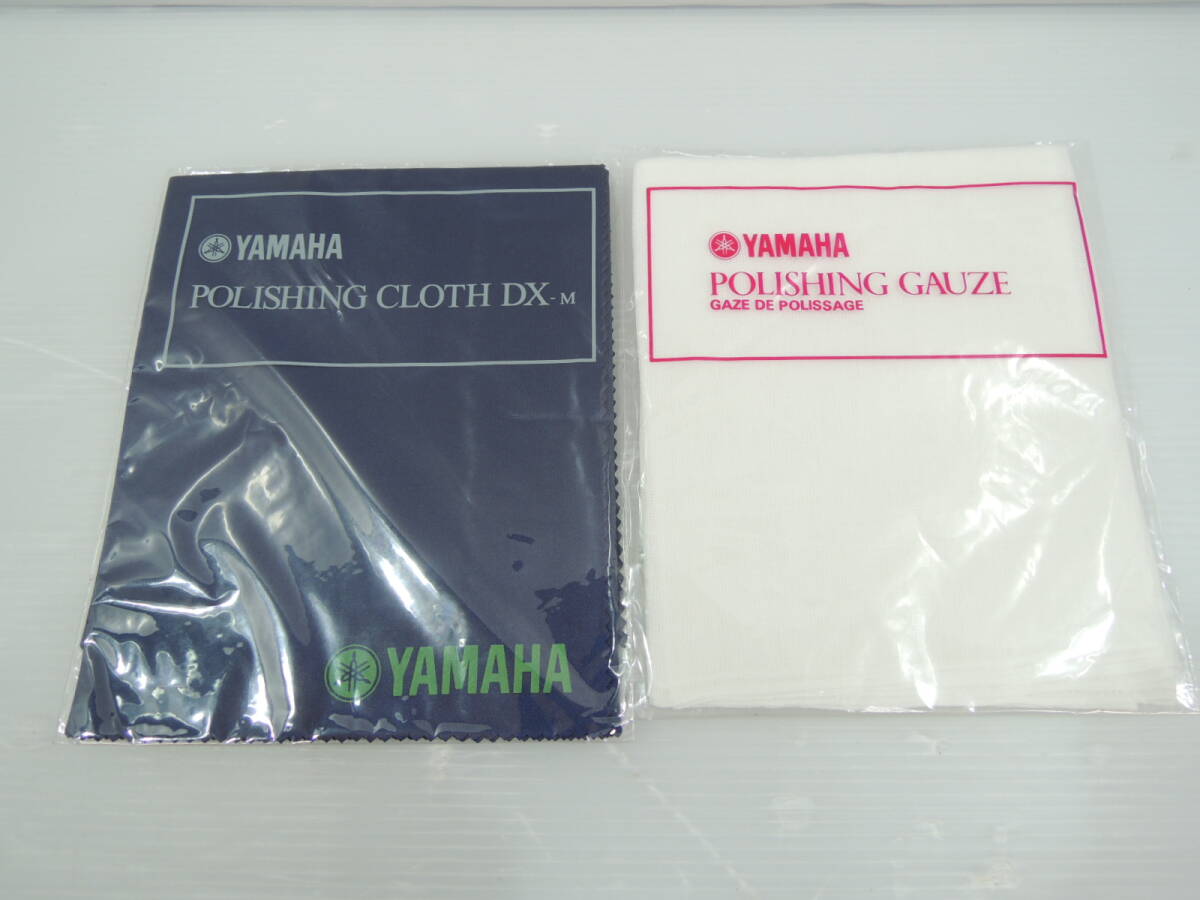 YAMAHA
POLISHING CLOTH DX-M
YAMAHA
YAMAHA
POLISHING GAUZE
GAZE DE POLISSAGE